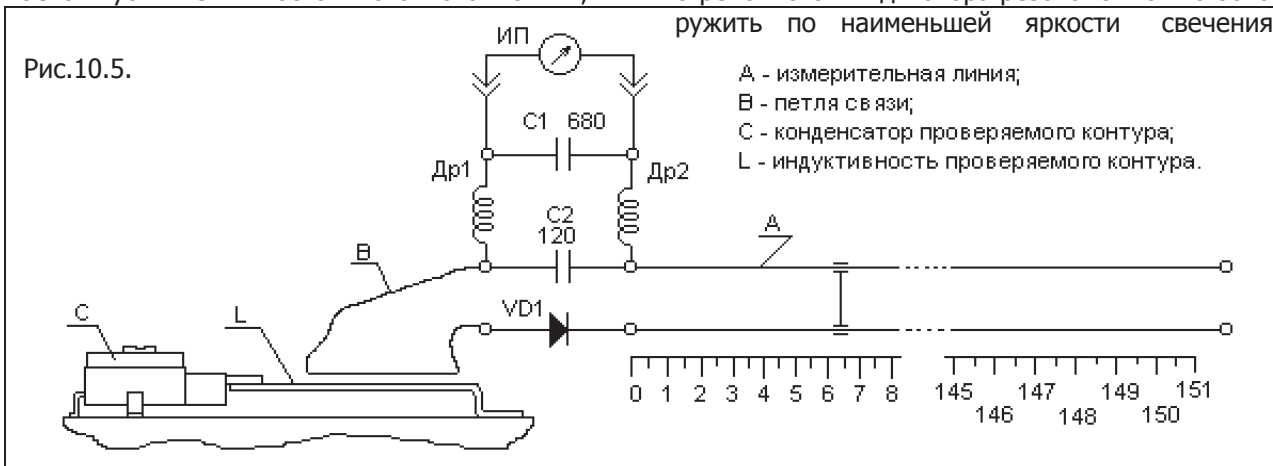 ружить по наименьшей яркости свечения
Рис.10.5.
ИП
А - измерительная линия;
В - петля связи;
С - конденсатор проверяемого контура;
L - индуктивность проверяемого контура.
С1 680
Др1
Др2
С2
120
А
В
VD1
С
L
0 1 2 3 4 5 6 7 8 145 147 149 151
146 148 150